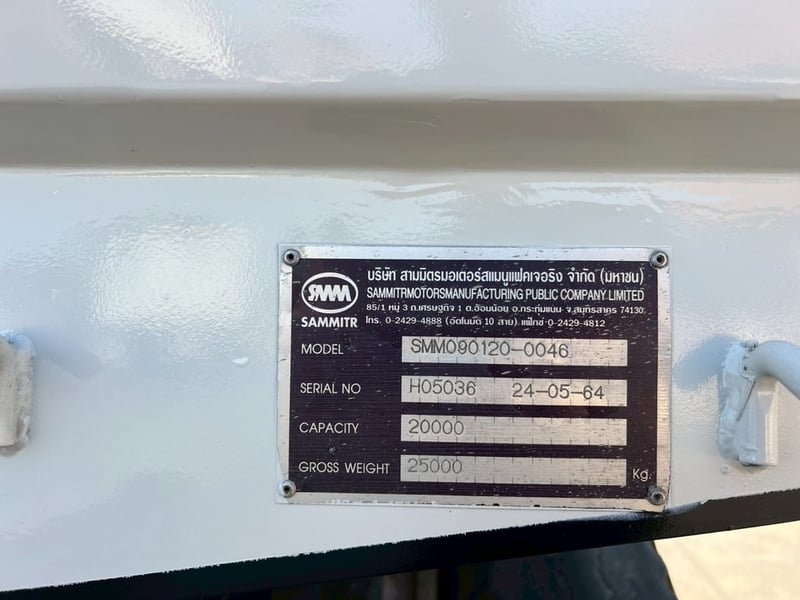 บริษัท สามมิตรมอเตอร์สแมนูแฟคเจอริง จำกัด (มหาชน)
SMM SAMMITRMOTORSMANUFACTURING PUBLIC COMPANY LIMITED
85/1 หมู่ 3 ถ.เศรษฐกิจ 1 ต.อ้อมน้อย อ.กระทุ่มแบน จ.สมุทรสาคร 74130
SAMMITR โทร. 0-2429-4888 (อัตโนมัติ 10 สาย) แฟ็กซ์ 0-2429-4812
MODEL SMM090120-0046
SERIAL NO H05036 24-05-64
CAPACITY 20000
GROSS WEIGHT 25000 Kg.